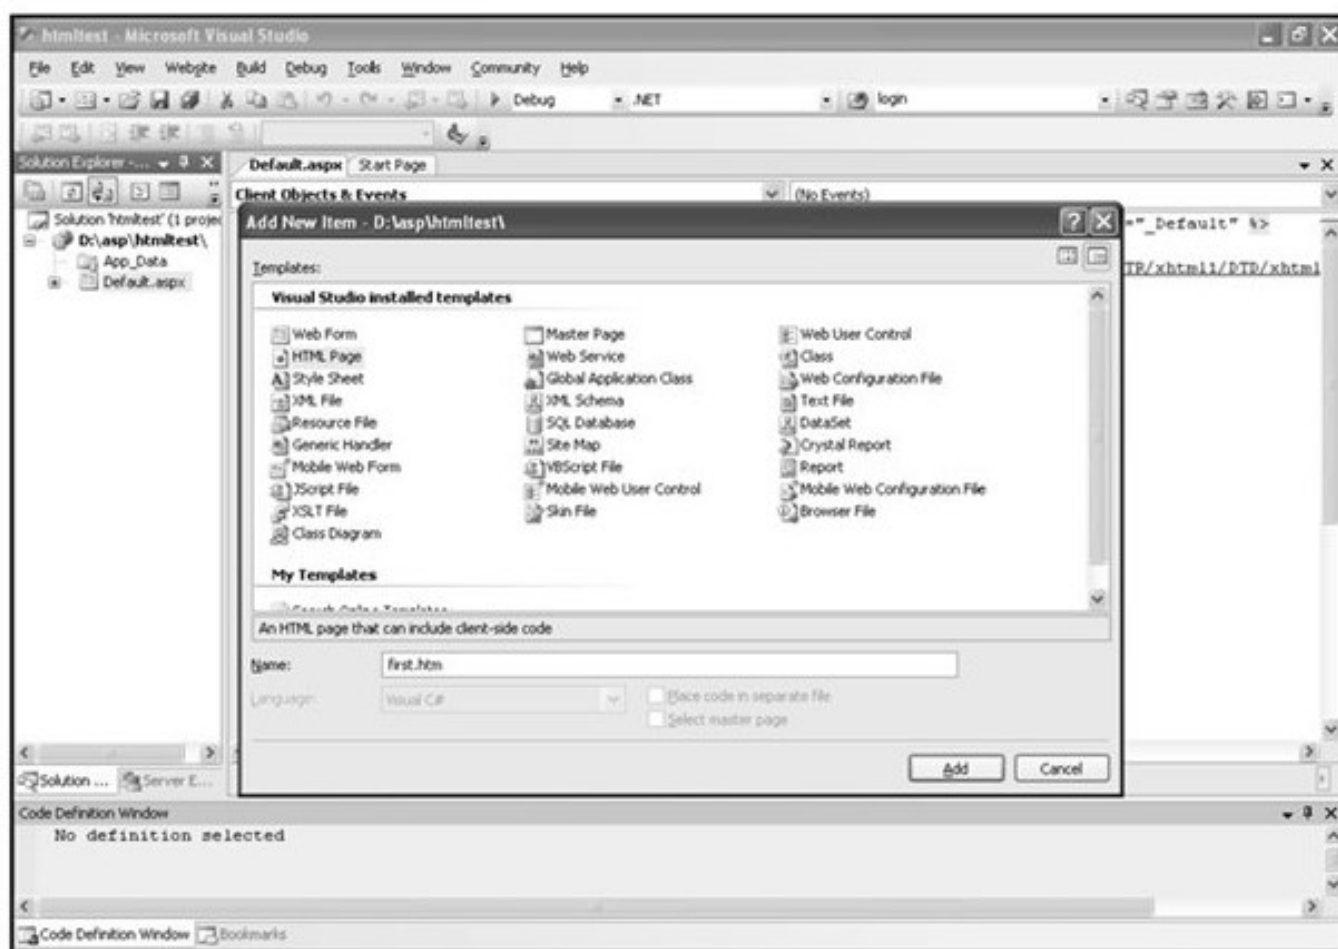 htmltest - Microsoft Visual Studio
File Edit View Website Build Debug Tools Window Community Help
Debug .NET login
Solution Explorer -...
Default.aspx Start Page
Client Objects & Events (No Events)
Solution 'htmltest' (1 projec
D:\asp\htmltest\
App_Data
Default.aspx
="_Default" %>
TR/xhtml1/DTD/xhtml
Add New Item - D:\asp\htmltest\
Templates:
Visual Studio installed templates
Web Form Master Page Web User Control
HTML Page Web Service Class
Style Sheet Global Application Class Web Configuration File
XML File XML Schema Text File
Resource File SQL Database DataSet
Generic Handler Site Map Crystal Report
Mobile Web Form VBScript File Report
JScript File Mobile Web User Control Mobile Web Configuration File
XSLT File Skin File Browser File
Class Diagram
My Templates
Search Online Templates
An HTML page that can include client-side code
Name: first.htm
Language: Visual C# Place code in separate file
Select master page
Add Cancel
Solution ... Server E...
Code Definition Window
No definition selected
Code Definition Window Bookmarks